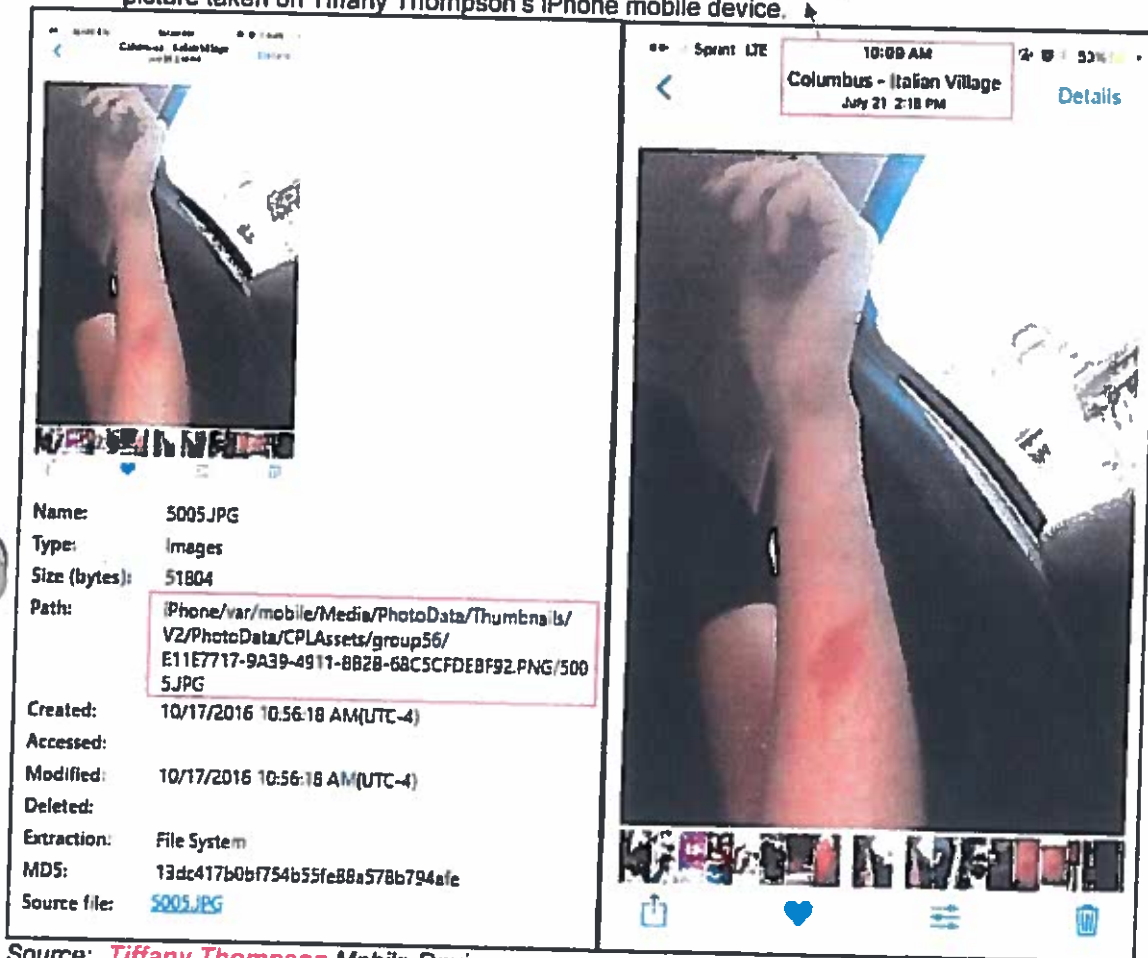 picture taken on Tiffany Thompson's iPhone mobile device.
Sprint LTE
10:09 AM
53%
Columbus - Italian Village
July 21 2:18 PM
Details
Name: 5005.JPG
Type: Images
Size (bytes): 51804
Path: iPhone/var/mobile/Media/PhotoData/Thumbnails/
V2/PhotoData/CPLAssets/group56/
E11E7717-9A39-4911-8B2B-68C5CFDEBF92.PNG/500
5.JPG
Created: 10/17/2016 10:56:18 AM(UTC-4)
Accessed:
Modified: 10/17/2016 10:56:18 AM(UTC-4)
Deleted:
Extraction: File System
MD5: 13dc417b0bf754b55fe88a578b794afe
Source file: 5005.JPG
Source: Tiffany Thompson Mobile